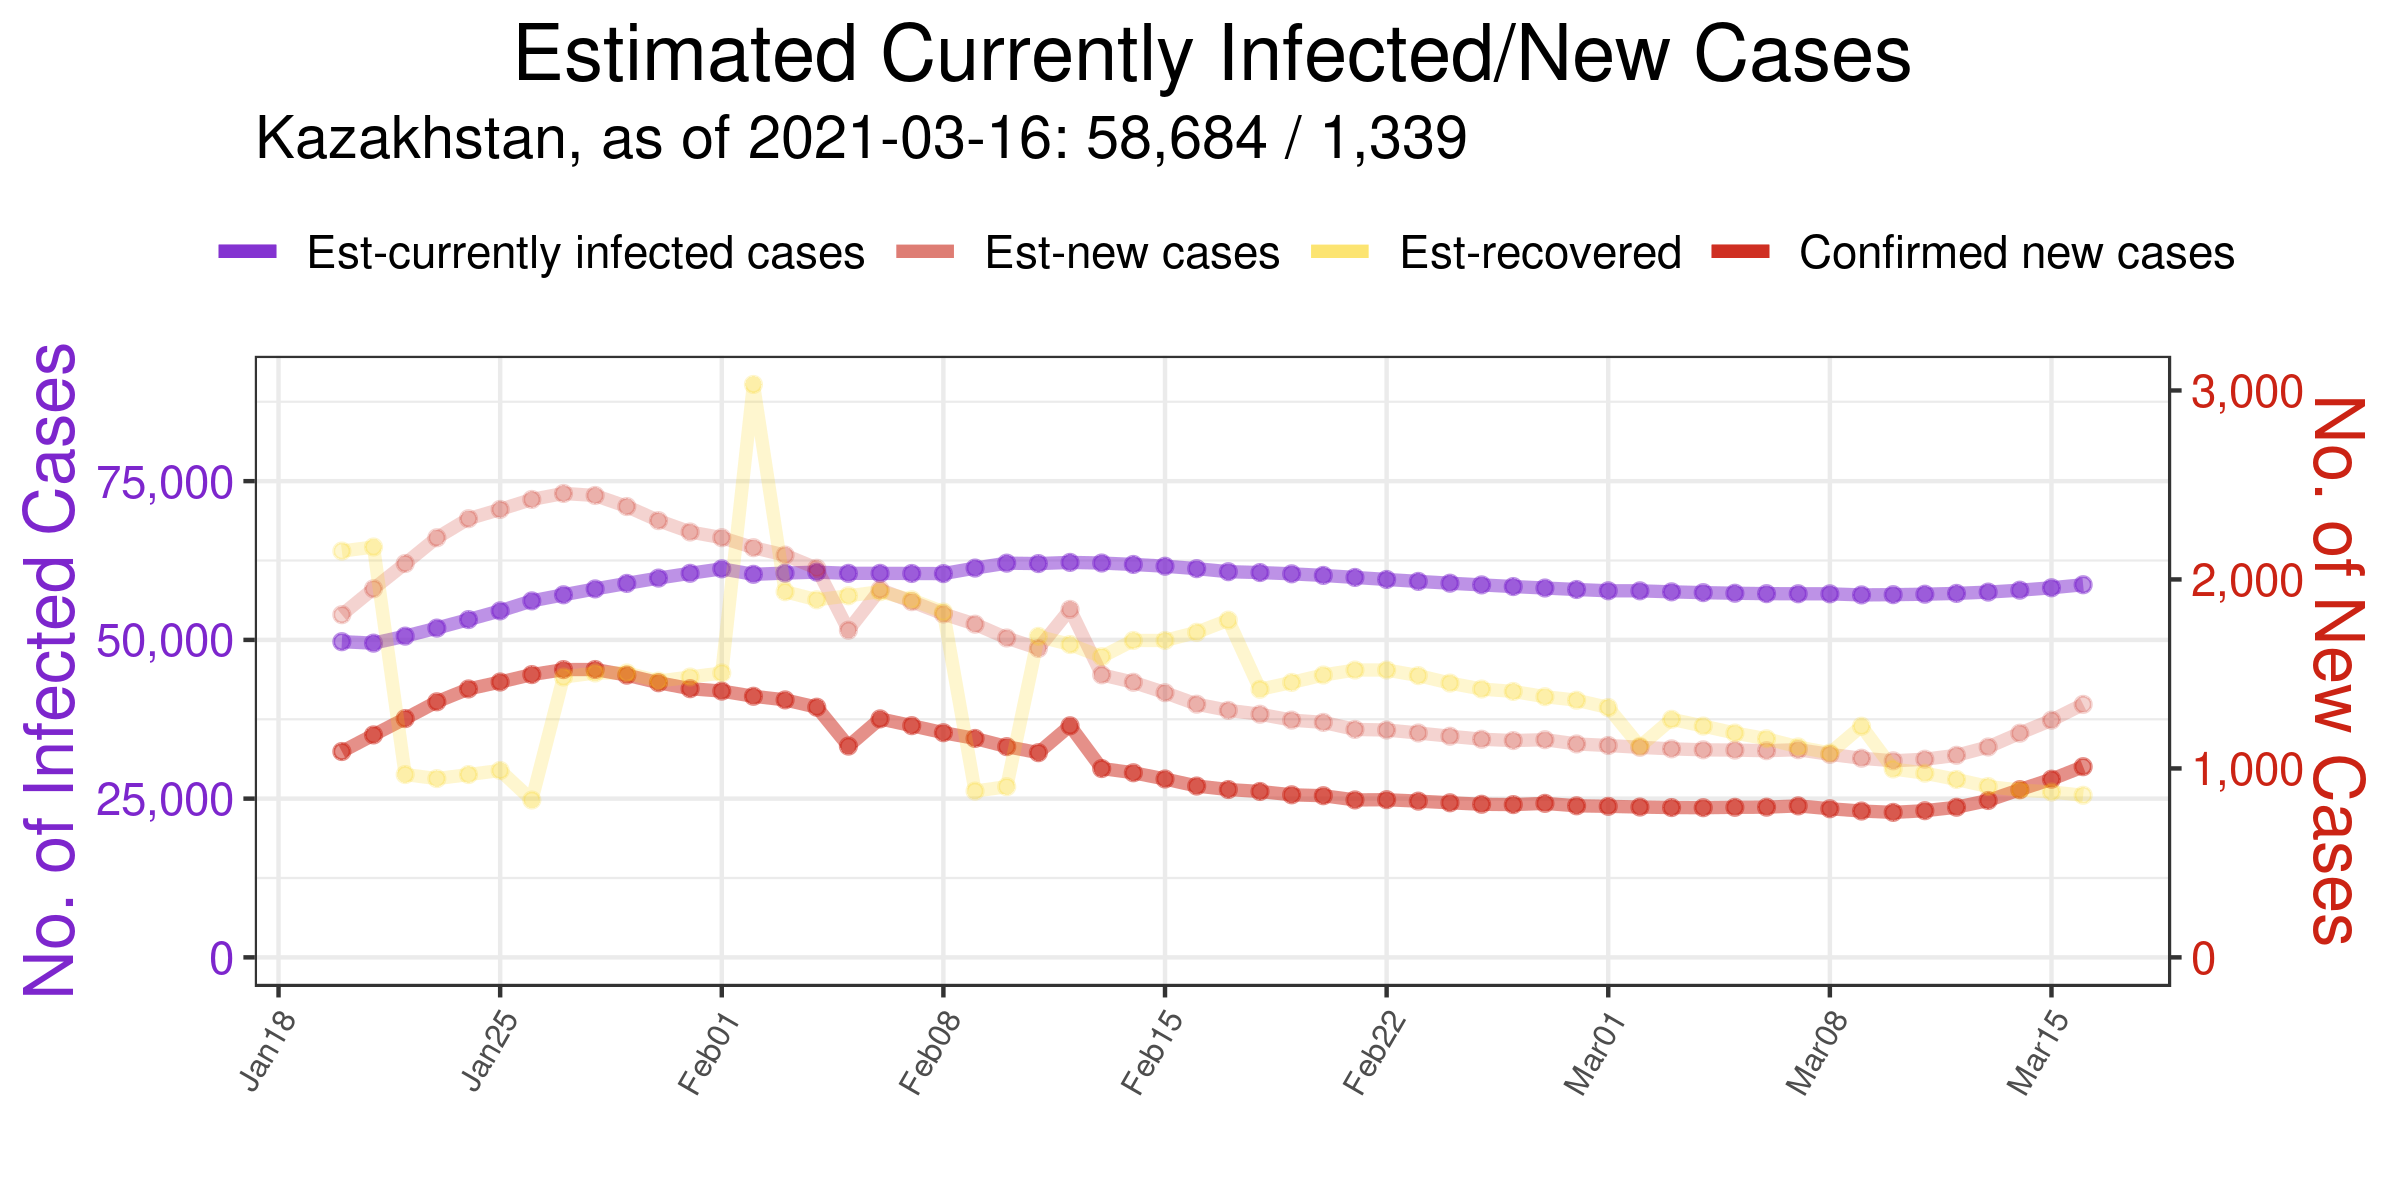 Estimated Currently Infected/New Cases
Kazakhstan, as of 2021-03-16: 58,684 / 1,339
Est-currently infected cases Est-new cases Est-recovered Confirmed new cases
No. of Infected Cases
75,000
50,000
25,000
0
3,000
2,000
1,000
0
No. of New Cases
Jan18 Jan25 Feb01 Feb08 Feb15 Feb22 Mar01 Mar08 Mar15